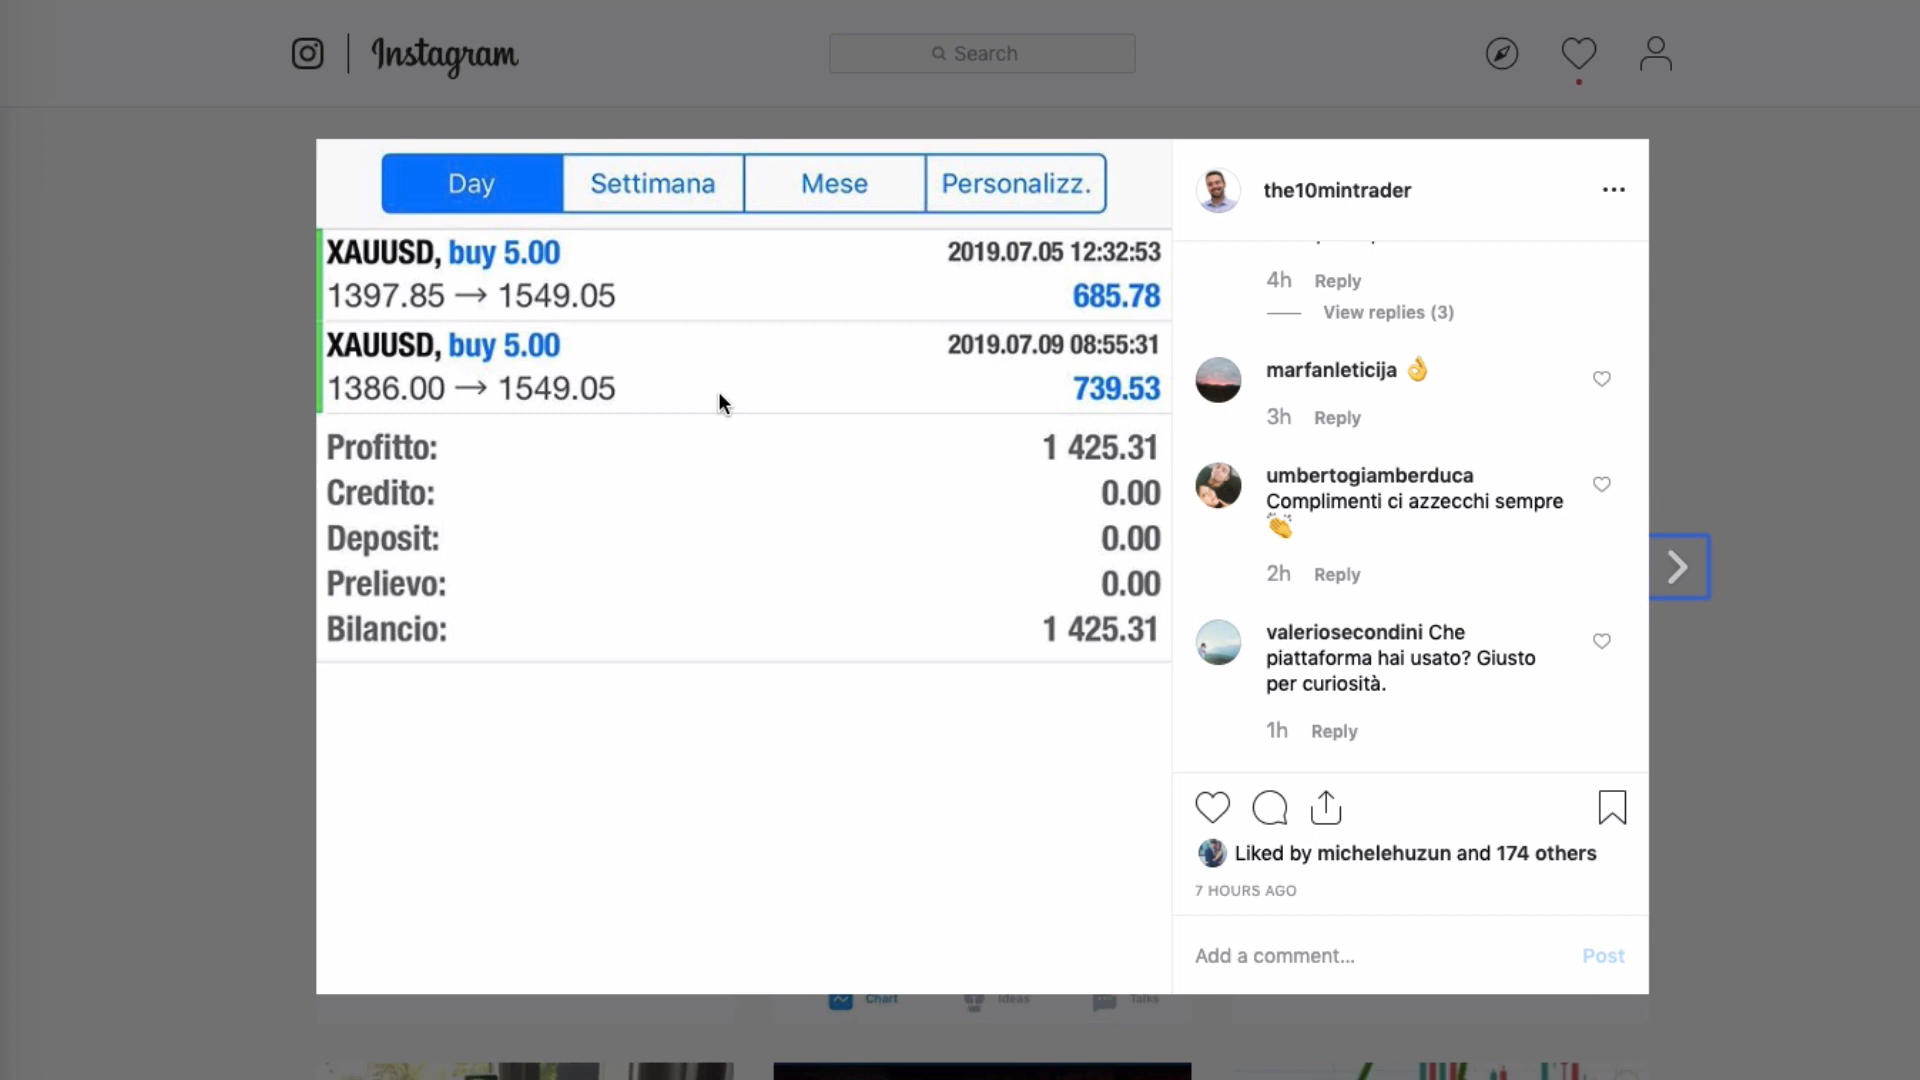 Instagram
Search
Day
Settimana
Mese
Personalizz.
XAUUSD, buy 5.00
2019.07.05 12:32:53
1397.85 → 1549.05
685.78
XAUUSD, buy 5.00
2019.07.09 08:55:31
1386.00 → 1549.05
739.53
Profitto:
1 425.31
Credito:
0.00
Deposit:
0.00
Prelievo:
0.00
Bilancio:
1 425.31
the10mintrader
4h Reply
View replies (3)
marfanleticija 👌
3h Reply
umbertogiamberduca
Complimenti ci azzecchi sempre
👏
2h Reply
valeriosecondini Che
piattaforma hai usato? Giusto
per curiosità.
1h Reply
Liked by michelehuzun and 174 others
7 HOURS AGO
Add a comment...
Post
Chart
Ideas
Talks